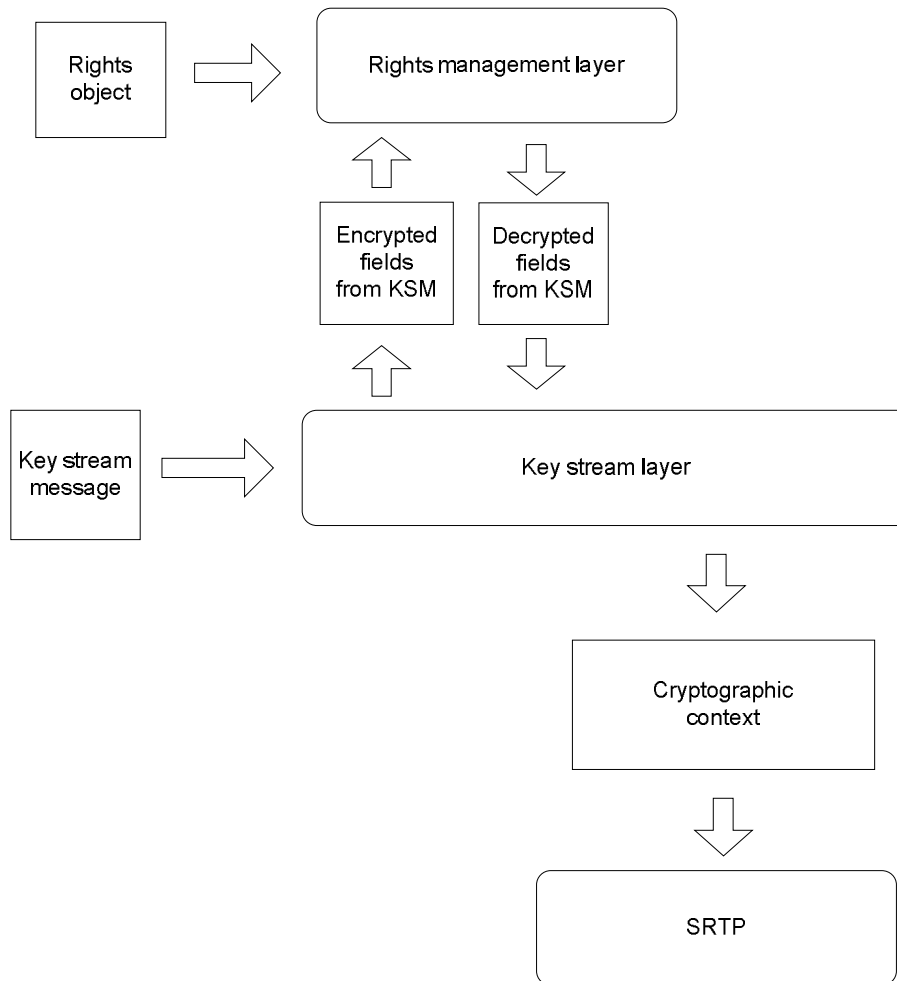 Rights
object
Rights management layer
Encrypted
fields
from KSM
Decrypted
fields
from KSM
Key stream
message
Key stream layer
Cryptographic
context
SRTP